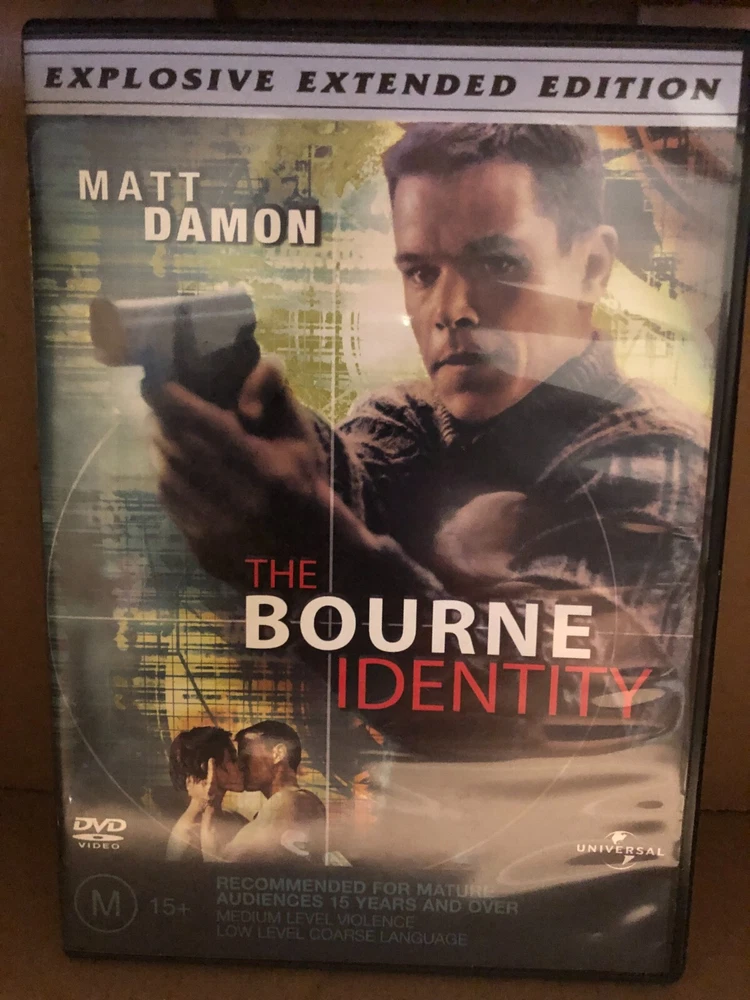 EXPLOSIVE EXTENDED EDITION
MATT
DAMON
THE
BOURNE
IDENTITY
DVD
VIDEO
UNIVERSAL
M 15+
RECOMMENDED FOR MATURE
AUDIENCES 15 YEARS AND OVER
MEDIUM LEVEL VIOLENCE
LOW LEVEL COARSE LANGUAGE